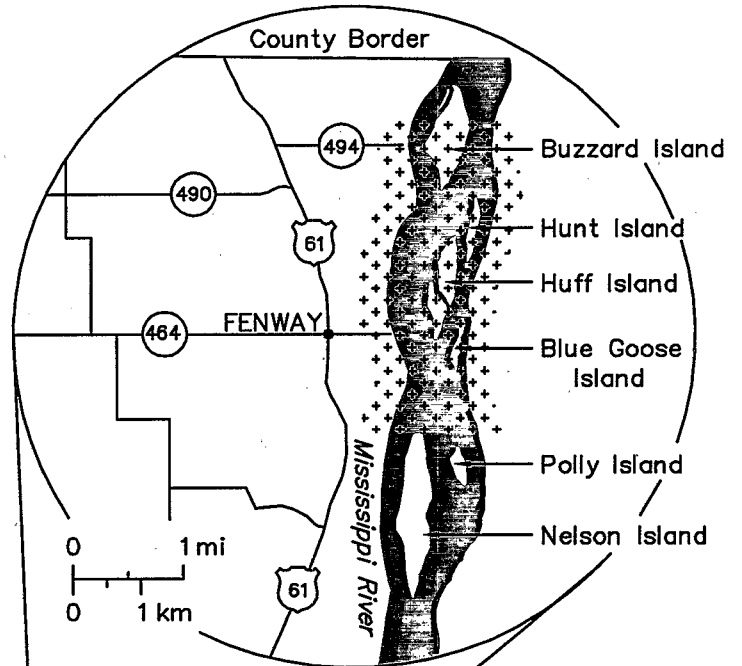 County Border
494
Buzzard Island
490
Hunt Island
61
Huff Island
464
FENWAY
Blue Goose
Island
Mississippi River
Polly Island
0 1 mi
Nelson Island
0 1 km
61